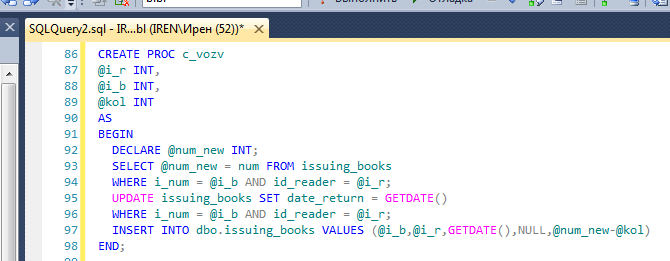 SQLQuery2.sql - IR...bl (IREN\Ирен (52))* ×
86 CREATE PROC c_vozv
87 @i_r INT,
88 @i_b INT,
89 @kol INT
90 AS
91 BEGIN
92 DECLARE @num_new INT;
93 SELECT @num_new = num FROM issuing_books
94 WHERE i_num = @i_b AND id_reader = @i_r;
95 UPDATE issuing_books SET date_return = GETDATE()
96 WHERE i_num = @i_b AND id_reader = @i_r;
97 INSERT INTO dbo.issuing_books VALUES (@i_b,@i_r,GETDATE(),NULL,@num_new-@kol)
98 END;